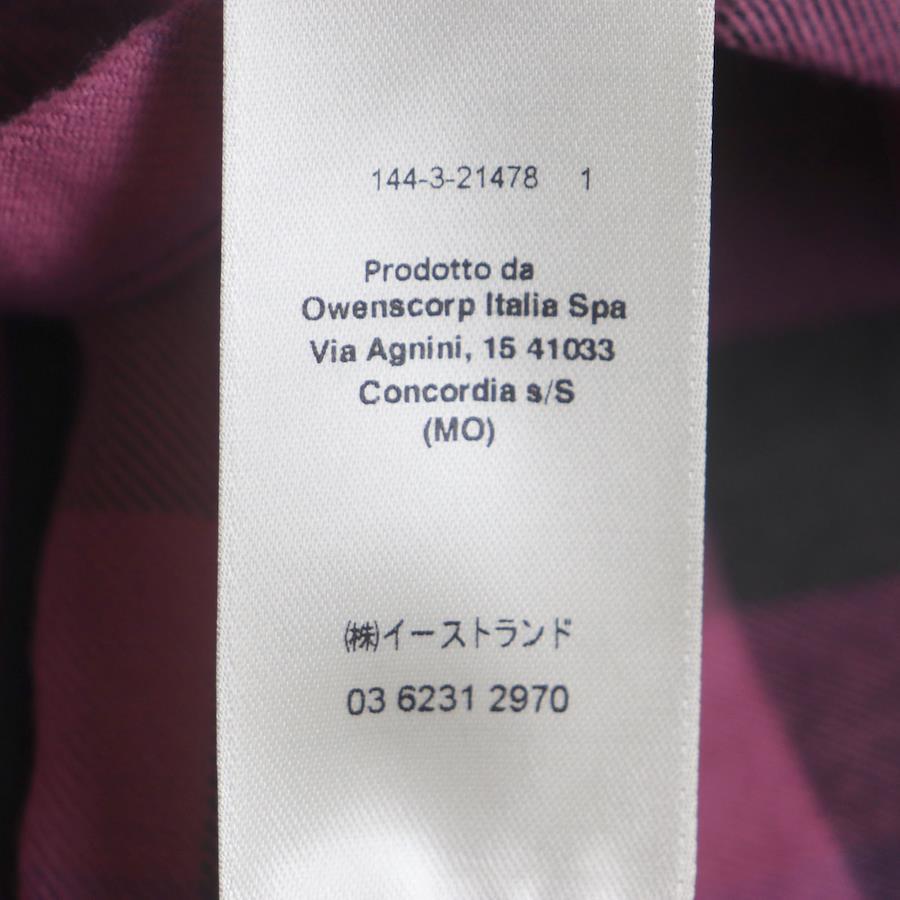 144-3-21478 1
Prodotto da
Owenscorp Italia Spa
Via Agnini, 15 41033
Concordia s/S
(MO)
㈱イーストランド
03 6231 2970